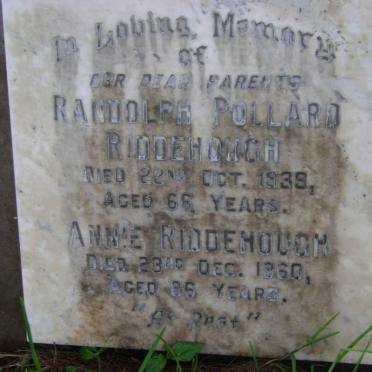 In Loving Memory
of
OUR DEAR PARENTS
RANDOLPH POLLARD
RIDDEHOUGH
DIED 22ND OCT. 1939,
AGED 66 YEARS.
ANNIE RIDDEHOUGH
DIED 23RD DEC. 1960,
AGED 86 YEARS.
"At Rest"